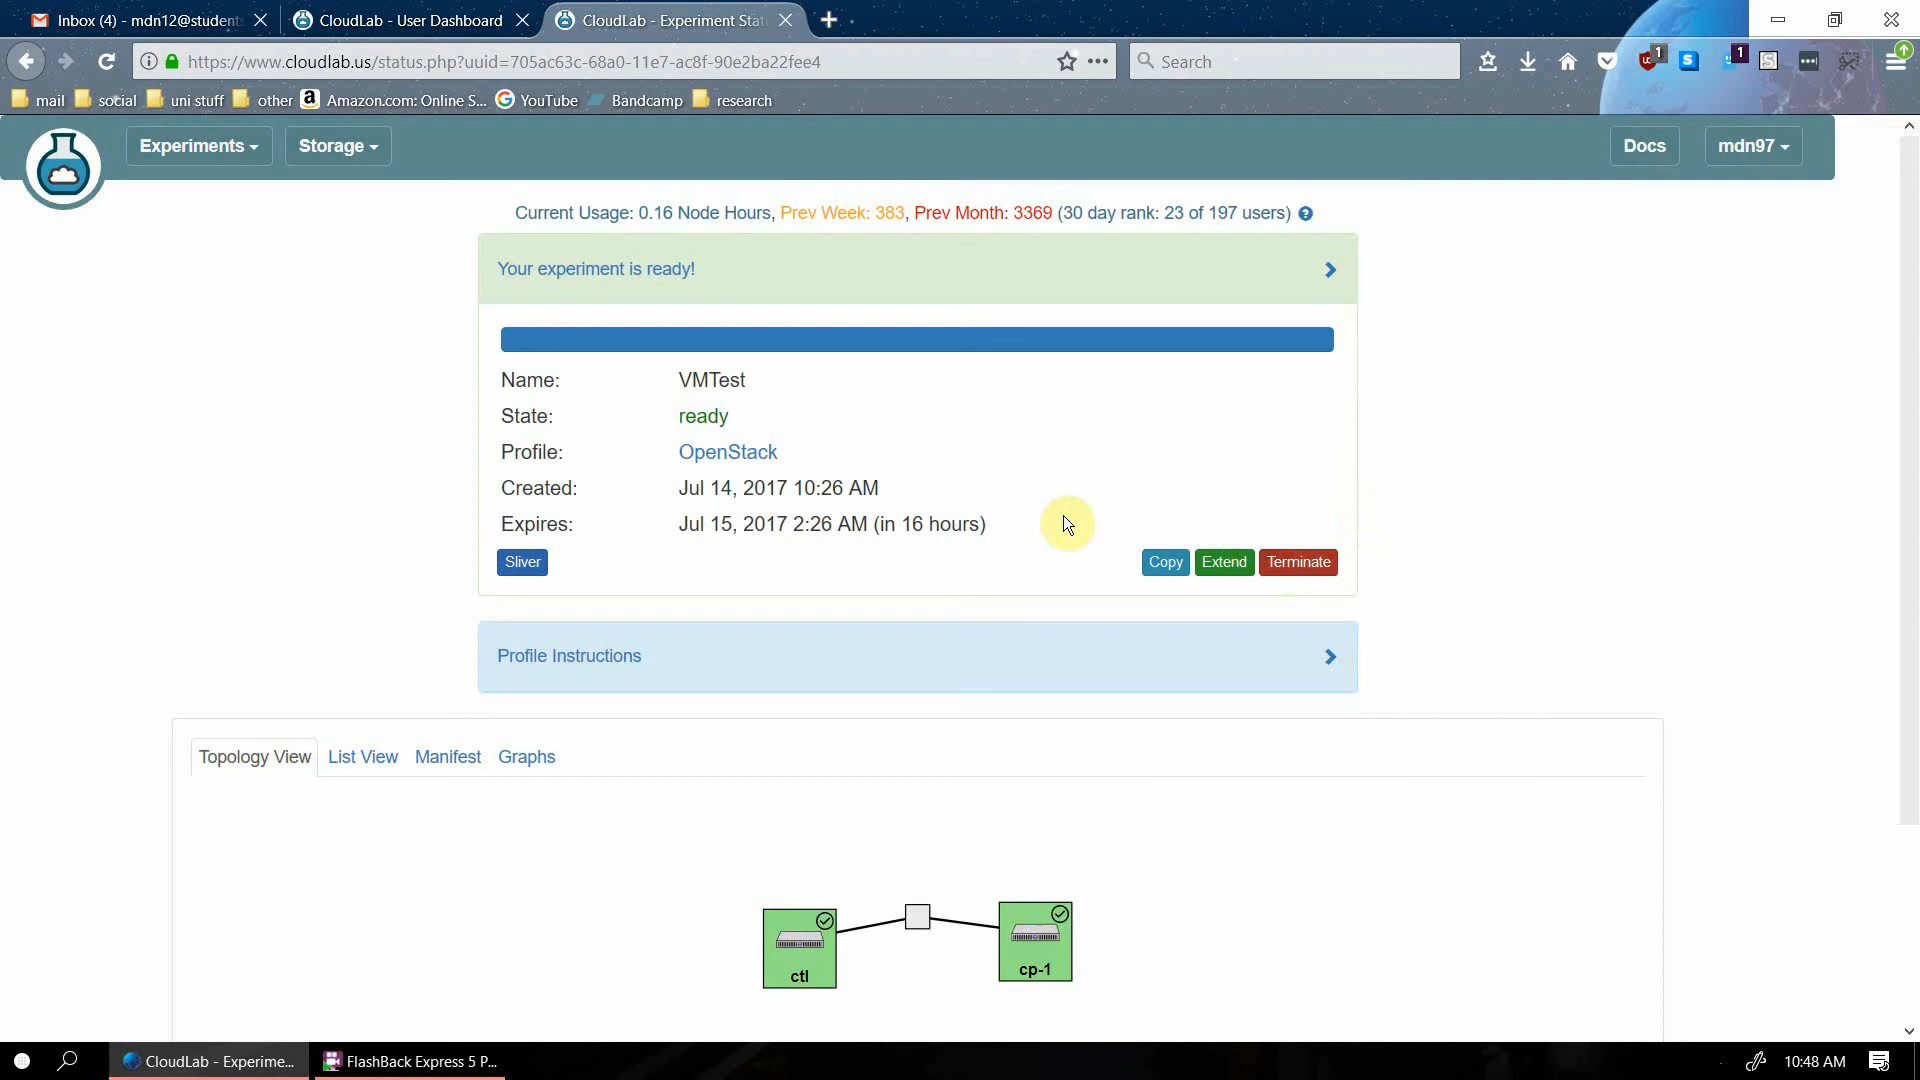 Inbox (4) - mdn12@students
CloudLab - User Dashboard
CloudLab - Experiment Stat
https://www.cloudlab.us/status.php?uuid=705ac63c-68a0-11e7-ac8f-90e2ba22fee4
Search
1
1
mail
social
uni stuff
other
Amazon.com: Online S...
YouTube
Bandcamp
research
Experiments
Storage
Docs
mdn97
Current Usage: 0.16 Node Hours, Prev Week: 383, Prev Month: 3369 (30 day rank: 23 of 197 users)
Your experiment is ready!
Name: VMTest
State: ready
Profile: OpenStack
Created: Jul 14, 2017 10:26 AM
Expires: Jul 15, 2017 2:26 AM (in 16 hours)
Sliver
Copy
Extend
Terminate
Profile Instructions
Topology View
List View
Manifest
Graphs
ctl
cp-1
CloudLab - Experime...
FlashBack Express 5 P...
10:48 AM